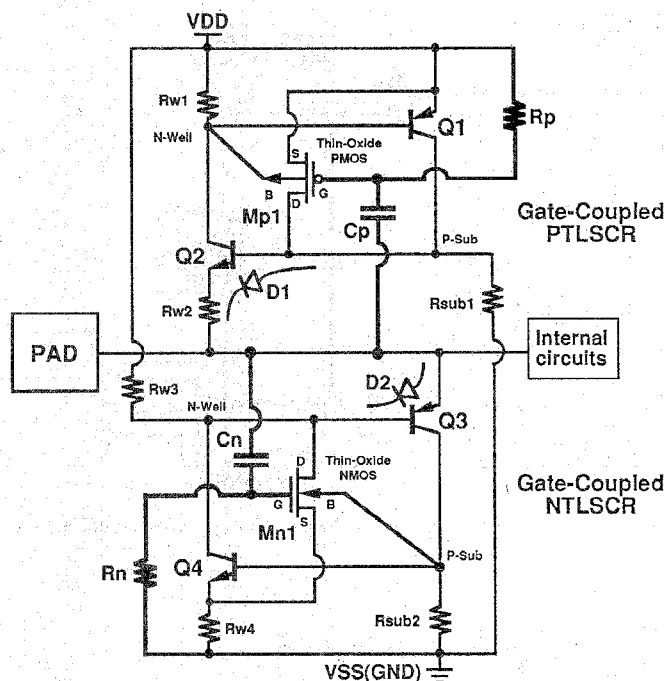 VDD
Rw1
Q1
Rp
N-Well
Thin-Oxide
PMOS
S
B
G
D
Mp1
Cp
Gate-Coupled
PTLSCR
P-Sub
Q2
D1
Rw2
Rsub1
PAD
Internal
circuits
Rw3
D2
N-Well
Q3
Cn
D
Thin-Oxide
NMOS
G
B
S
Mn1
Gate-Coupled
NTLSCR
P-Sub
Rn
Q4
Rw4
Rsub2
VSS(GND)